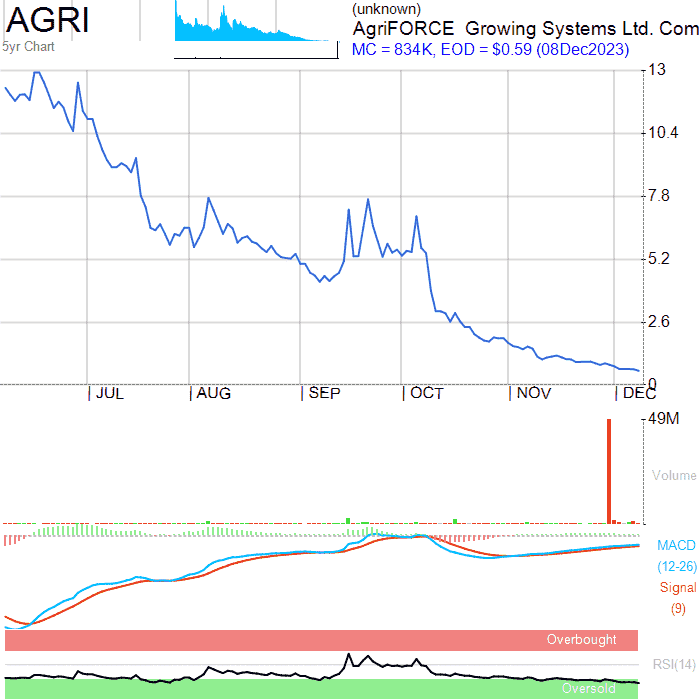 AGRI
5yr Chart
(unknown)
AgriFORCE Growing Systems Ltd. Com
MC = 834K, EOD = $0.59 (08Dec2023)
13
10.4
7.8
5.2
2.6
0
JUL AUG SEP OCT NOV DEC
49M
Volume
MACD
(12-26)
Signal
(9)
Overbought
RSI(14)
Oversold